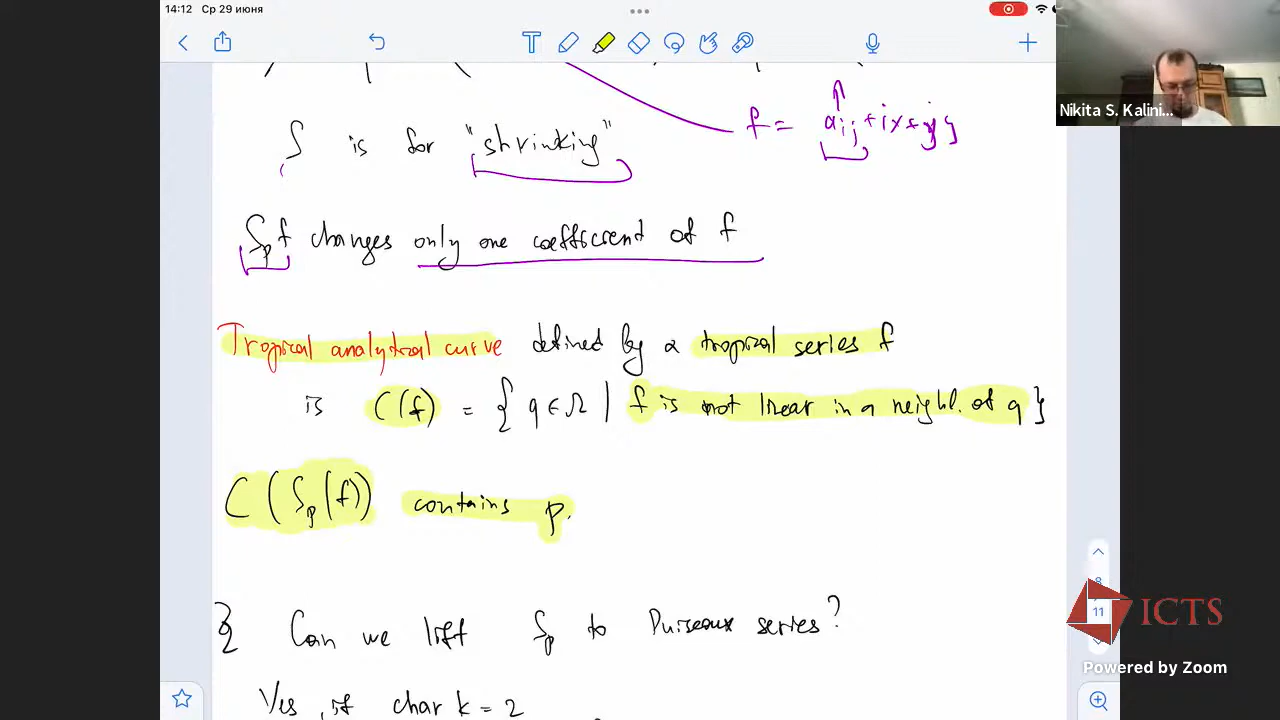 14:12 Ср 29 июня
Nikita S. Kalini...
f = aij + ix + jy
S is for "shrinking"
Spf changes only one coefficient of f
Tropical analytical curve defined by a tropical series f
is C(f) = { q ∈ Ω | f is not linear in a neighb. of q }
C(Sp(f)) contains p.
Q Can we lift Sp to Puiseux series?
Yes, if char k = 2
8
11
ICTS
Powered by Zoom